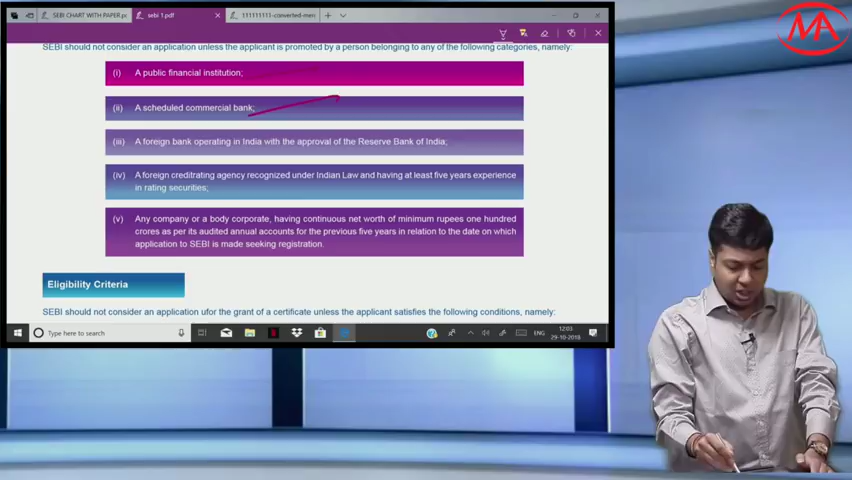 SEBI CHART WITH PAPER.p
sebi 1.pdf
111111111-converted-mer
MA
SEBI should not consider an application unless the applicant is promoted by a person belonging to any of the following categories, namely:
(i) A public financial institution;
(ii) A scheduled commercial bank;
(iii) A foreign bank operating in India with the approval of the Reserve Bank of India;
(iv) A foreign creditrating agency recognized under Indian Law and having at least five years experience
in rating securities;
(v) Any company or a body corporate, having continuous net worth of minimum rupees one hundred
crores as per its audited annual accounts for the previous five years in relation to the date on which
application to SEBI is made seeking registration.
Eligibility Criteria
SEBI should not consider an application ufor the grant of a certificate unless the applicant satisfies the following conditions, namely:
Type here to search
ENG
12:03
29-10-2018